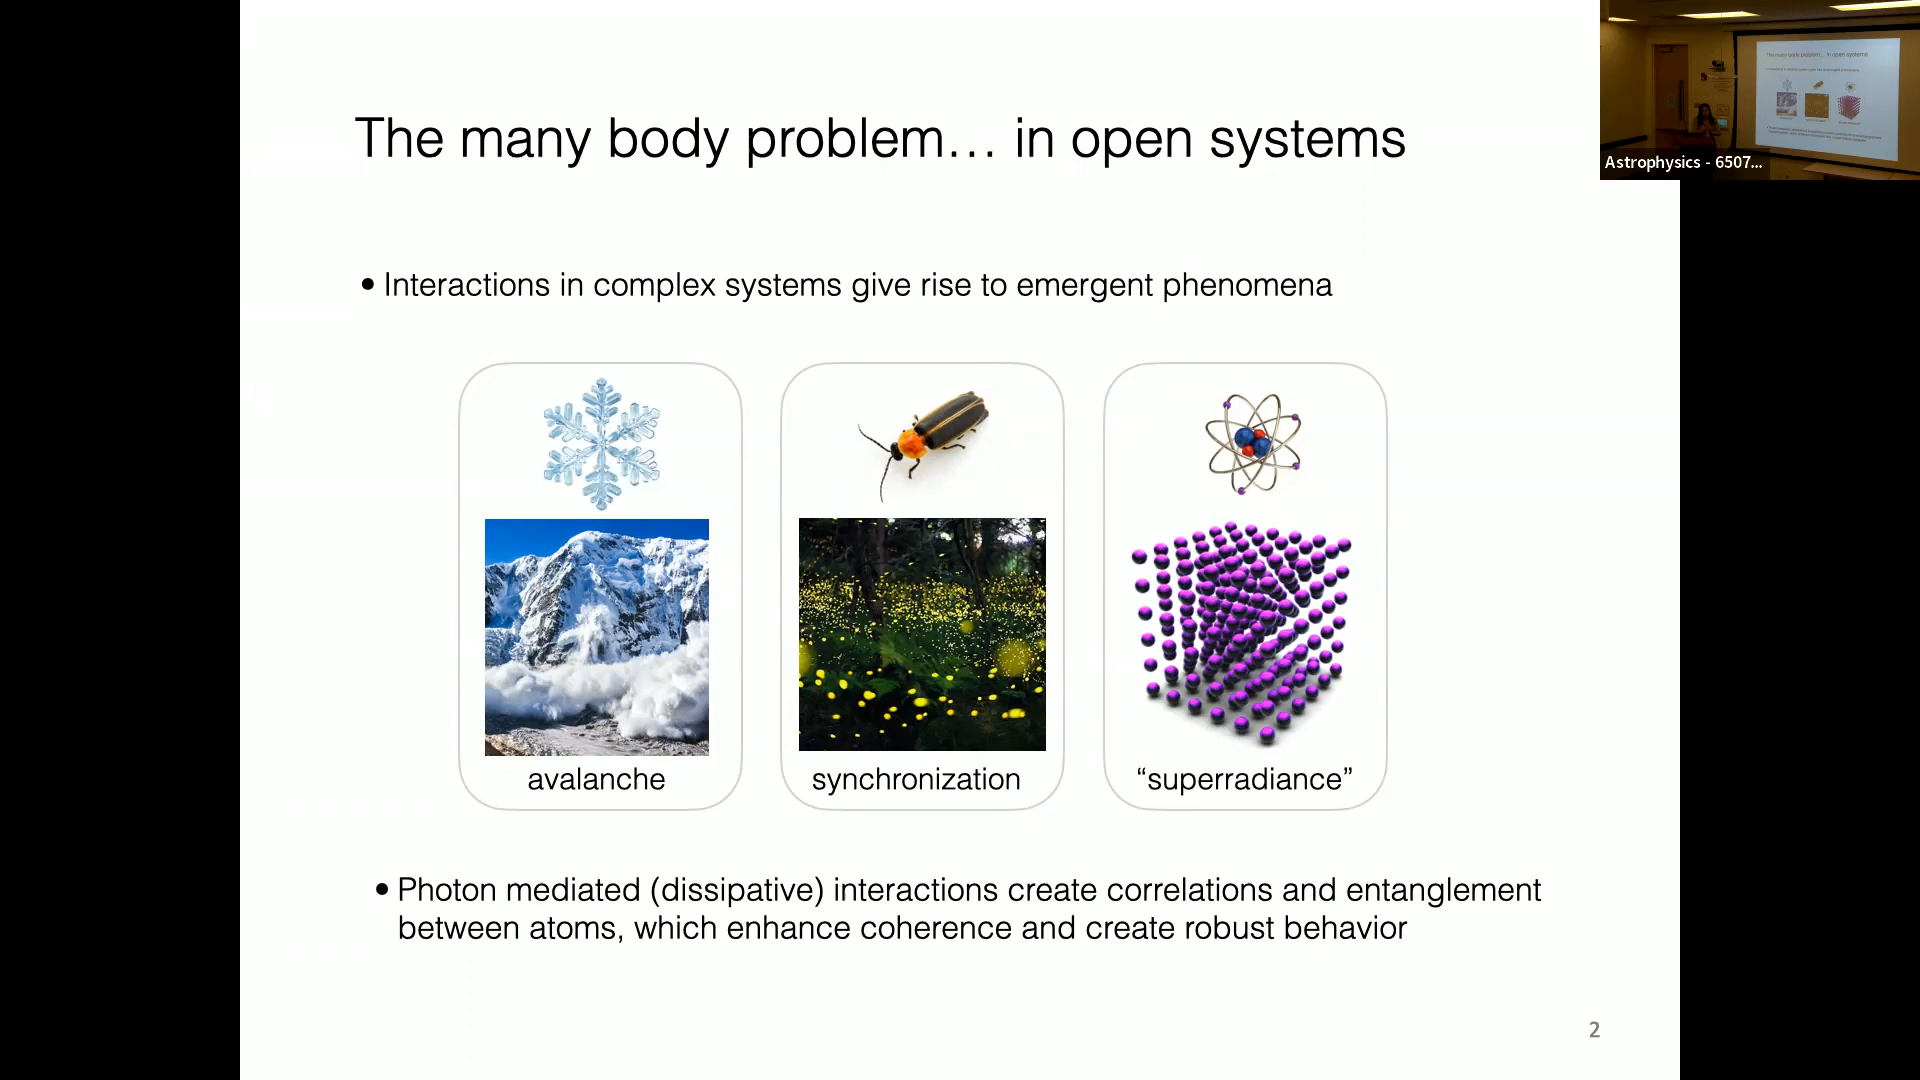 The many body problem… in open systems
Astrophysics - 6507...
• Interactions in complex systems give rise to emergent phenomena
avalanche
synchronization
“superradiance”
• Photon mediated (dissipative) interactions create correlations and entanglement
between atoms, which enhance coherence and create robust behavior
2